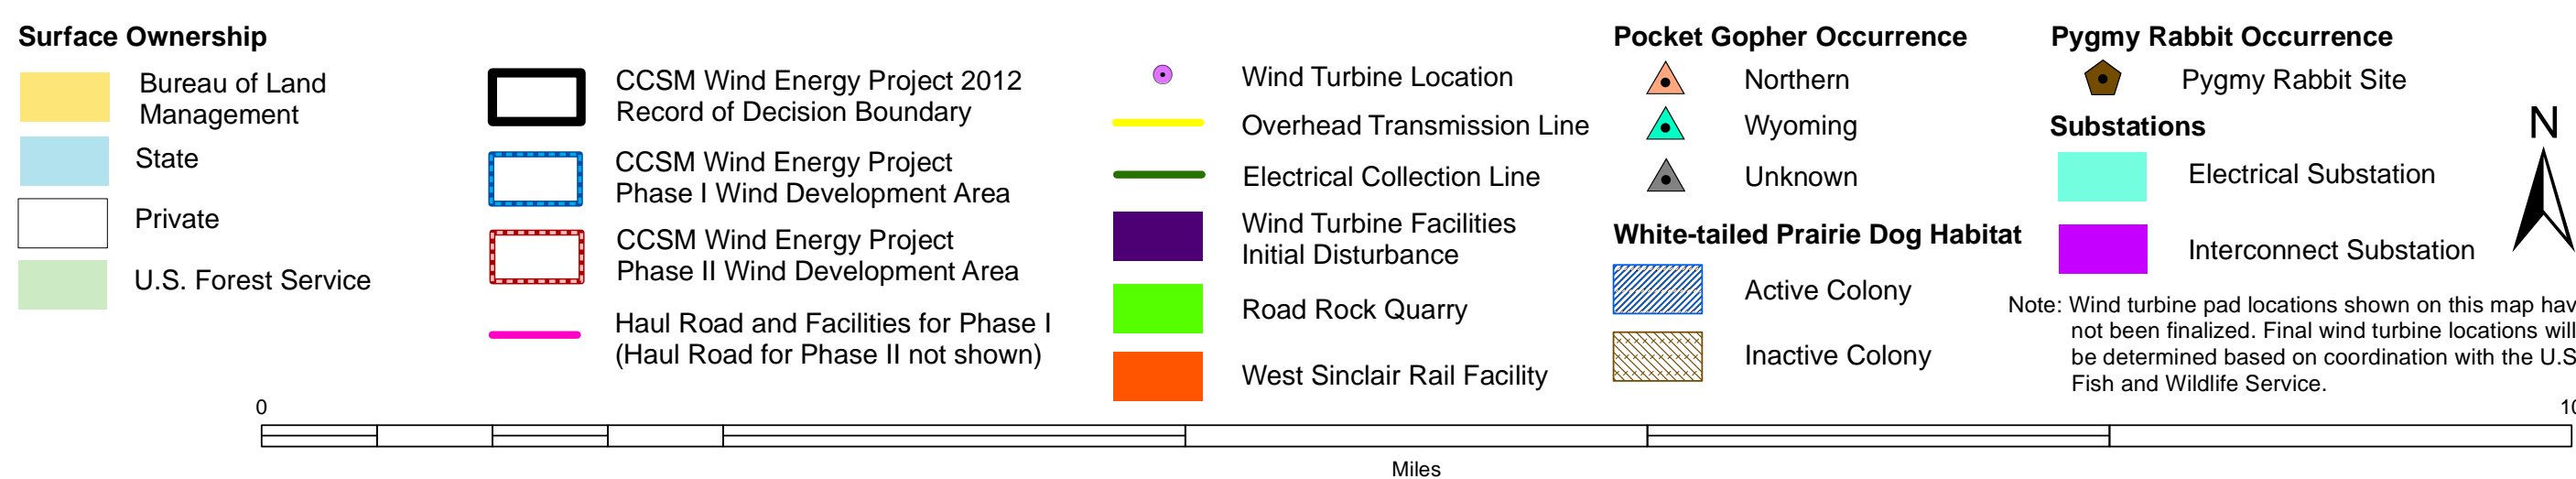 Surface Ownership
Bureau of Land
Management
State
Private
U.S. Forest Service
CCSM Wind Energy Project 2012
Record of Decision Boundary
CCSM Wind Energy Project
Phase I Wind Development Area
CCSM Wind Energy Project
Phase II Wind Development Area
Haul Road and Facilities for Phase I
(Haul Road for Phase II not shown)
Wind Turbine Location
Overhead Transmission Line
Electrical Collection Line
Wind Turbine Facilities
Initial Disturbance
Road Rock Quarry
West Sinclair Rail Facility
Pocket Gopher Occurrence
Northern
Wyoming
Unknown
White-tailed Prairie Dog Habitat
Active Colony
Inactive Colony
Pygmy Rabbit Occurrence
Pygmy Rabbit Site
Substations
Electrical Substation
Interconnect Substation
N
Note: Wind turbine pad locations shown on this map hav
not been finalized. Final wind turbine locations will
be determined based on coordination with the U.S
Fish and Wildlife Service.
0
Miles